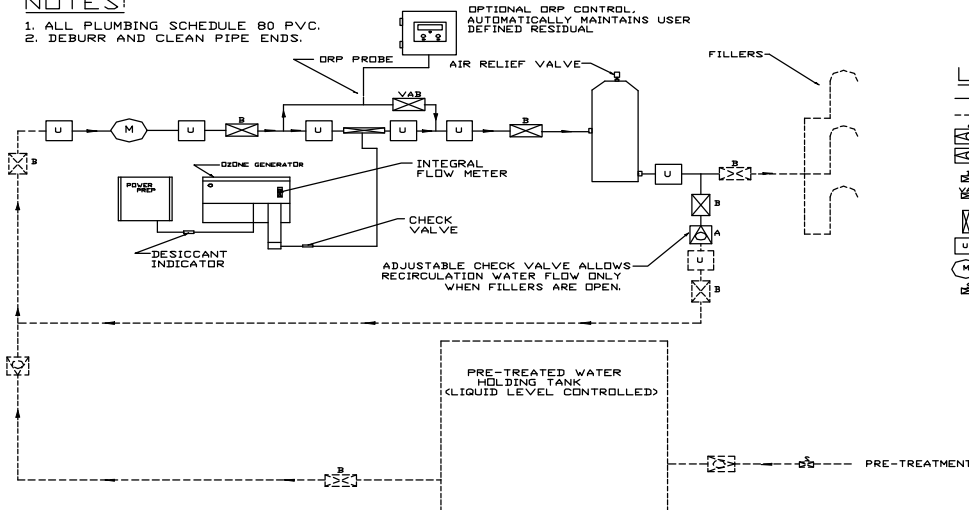 NOTES:
1. ALL PLUMBING SCHEDULE 80 PVC.
2. DEBURR AND CLEAN PIPE ENDS.
OPTIONAL ORP CONTROL,
AUTOMATICALLY MAINTAINS USER
DEFINED RESIDUAL
ORP PROBE
AIR RELIEF VALVE
FILLERS
VAB
U
M
U
B
U
U
U
B
B
OZONE GENERATOR
POWER
PREP
INTEGRAL
FLOW METER
CHECK
VALVE
DESICCANT
INDICATOR
U
B
B
A
U
B
ADJUSTABLE CHECK VALVE ALLOWS
RECIRCULATION WATER FLOW ONLY
WHEN FILLERS ARE OPEN.
A
A
U
M
PRE-TREATED WATER
HOLDING TANK
<LIQUID LEVEL CONTROLLED>
B
S
PRE-TREATMENT